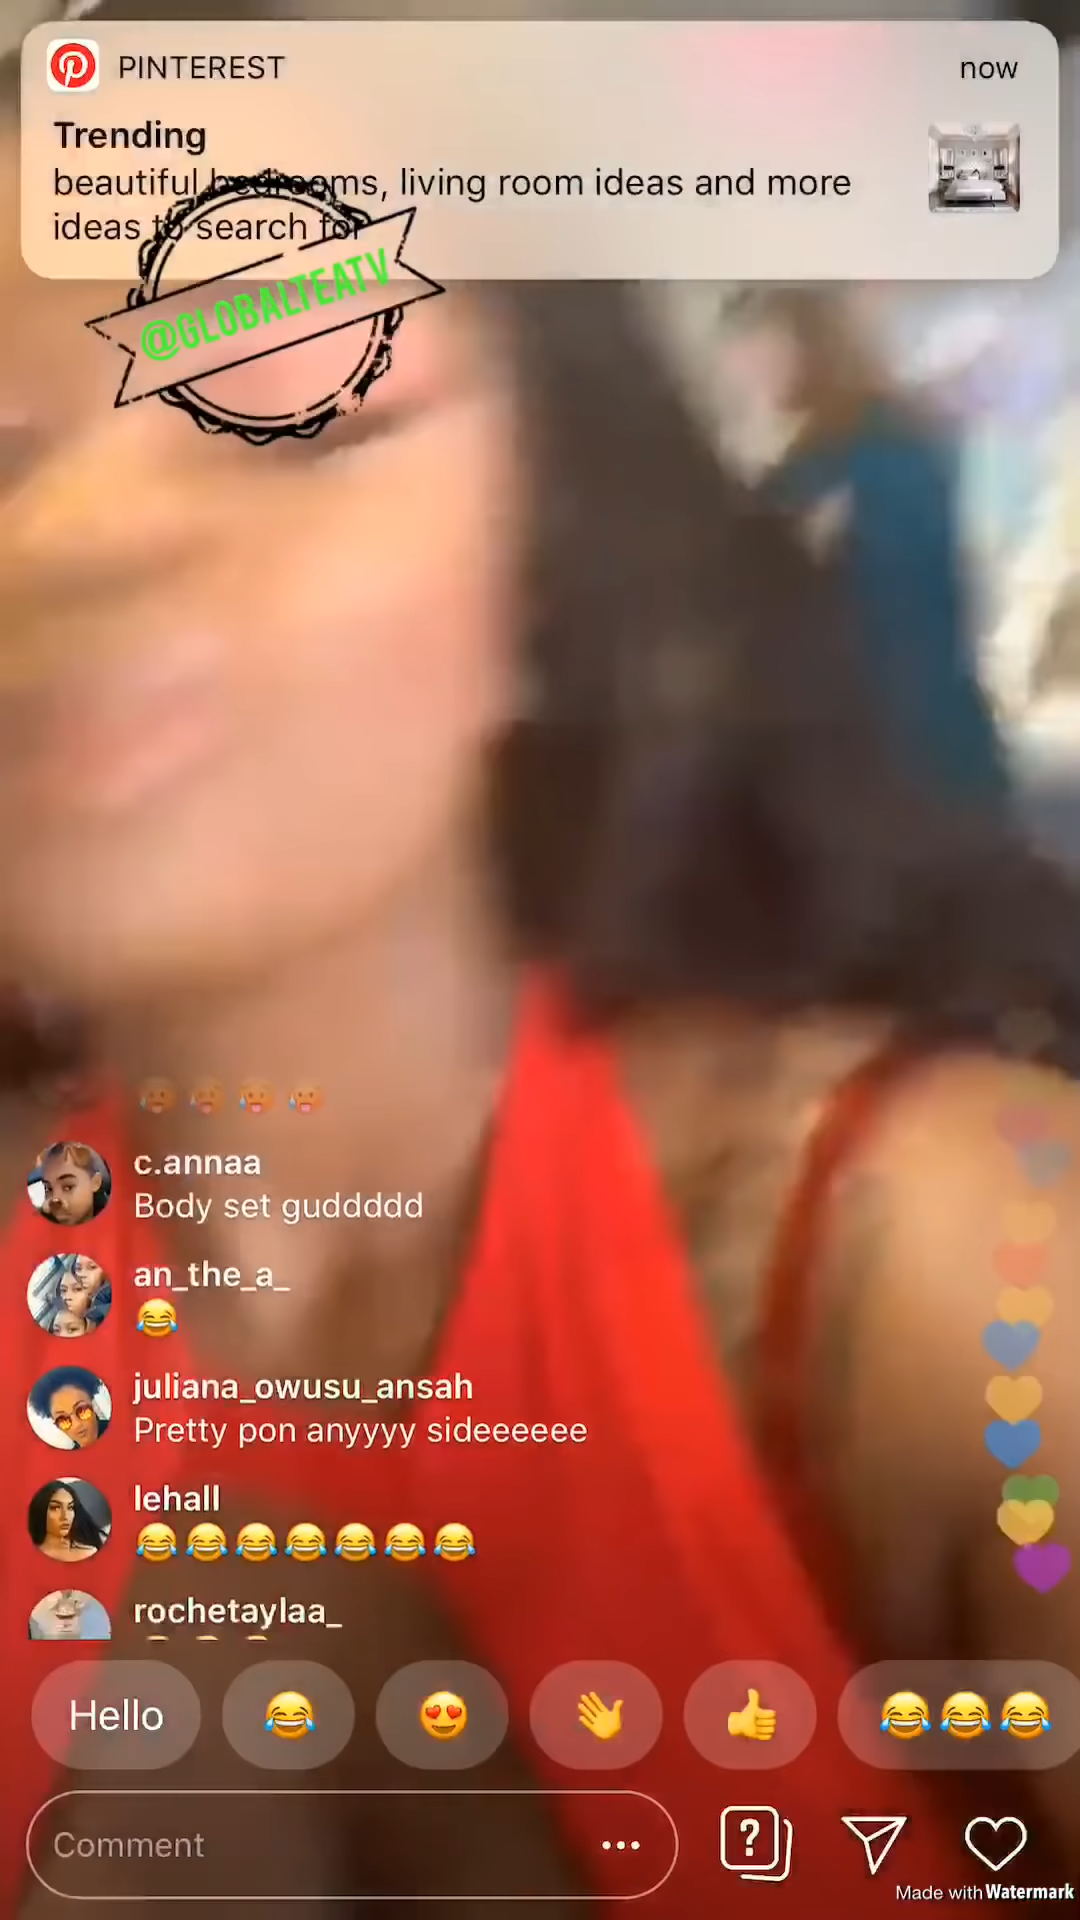 PINTEREST
now
Trending
beautiful bedrooms, living room ideas and more
ideas to search for
@GLOBALTEATV
c.annaa
Body set guddddd
an_the_a_
😂
juliana_owusu_ansah
Pretty pon anyyyy sideeeeee
lehall
😂😂😂😂😂😂😂
rochetaylaa_
Hello 😂 😍 👋 👍 😂😂😂
Comment
Made with Watermark